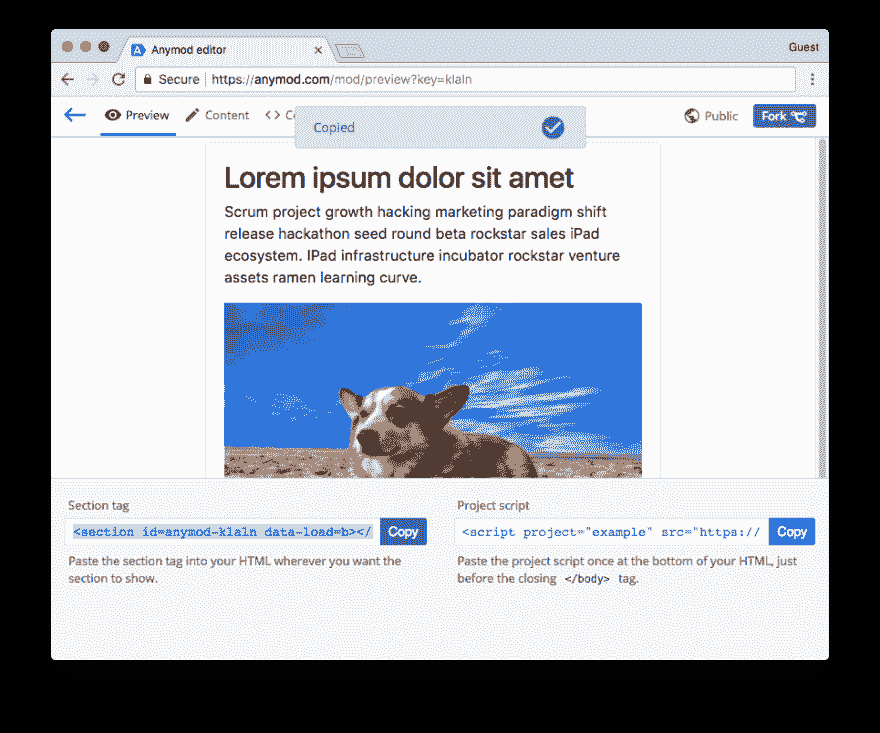 Anymod editor
Guest
Secure https://anymod.com/mod/preview?key=klaln
Preview Content <> C Copied Public Fork
Lorem ipsum dolor sit amet
Scrum project growth hacking marketing paradigm shift
release hackathon seed round beta rockstar sales iPad
ecosystem. IPad infrastructure incubator rockstar venture
assets ramen learning curve.
Section tag
<section id=anymod-klaln data-load=b></ Copy
Paste the section tag into your HTML wherever you want the
section to show.
Project script
<script project="example" src="https:// Copy
Paste the project script once at the bottom of your HTML, just
before the closing </body> tag.